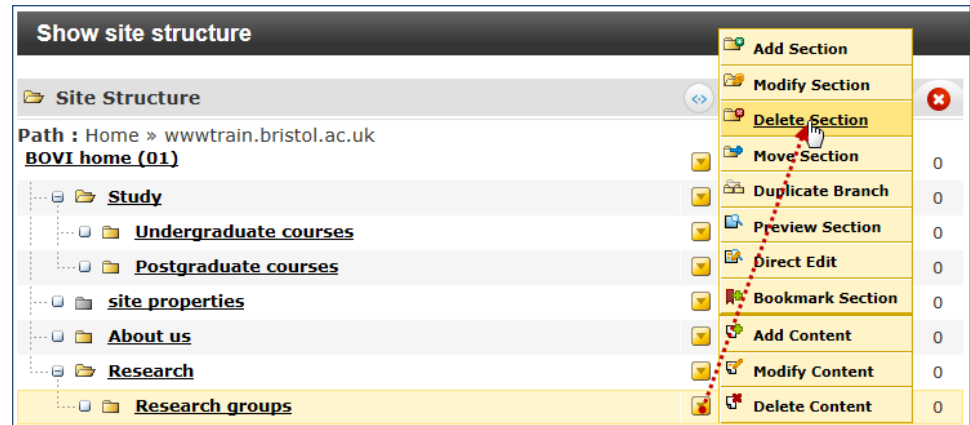 Show site structure
Add Section
Modify Section
Site Structure
Delete Section
Path : Home » wwwtrain.bristol.ac.uk
BOVI home (01)
Move Section
0
Study
Duplicate Branch
0
Undergraduate courses
Preview Section
0
Postgraduate courses
Direct Edit
0
site properties
Bookmark Section
0
About us
Add Content
0
Research
Modify Content
0
Research groups
Delete Content
0